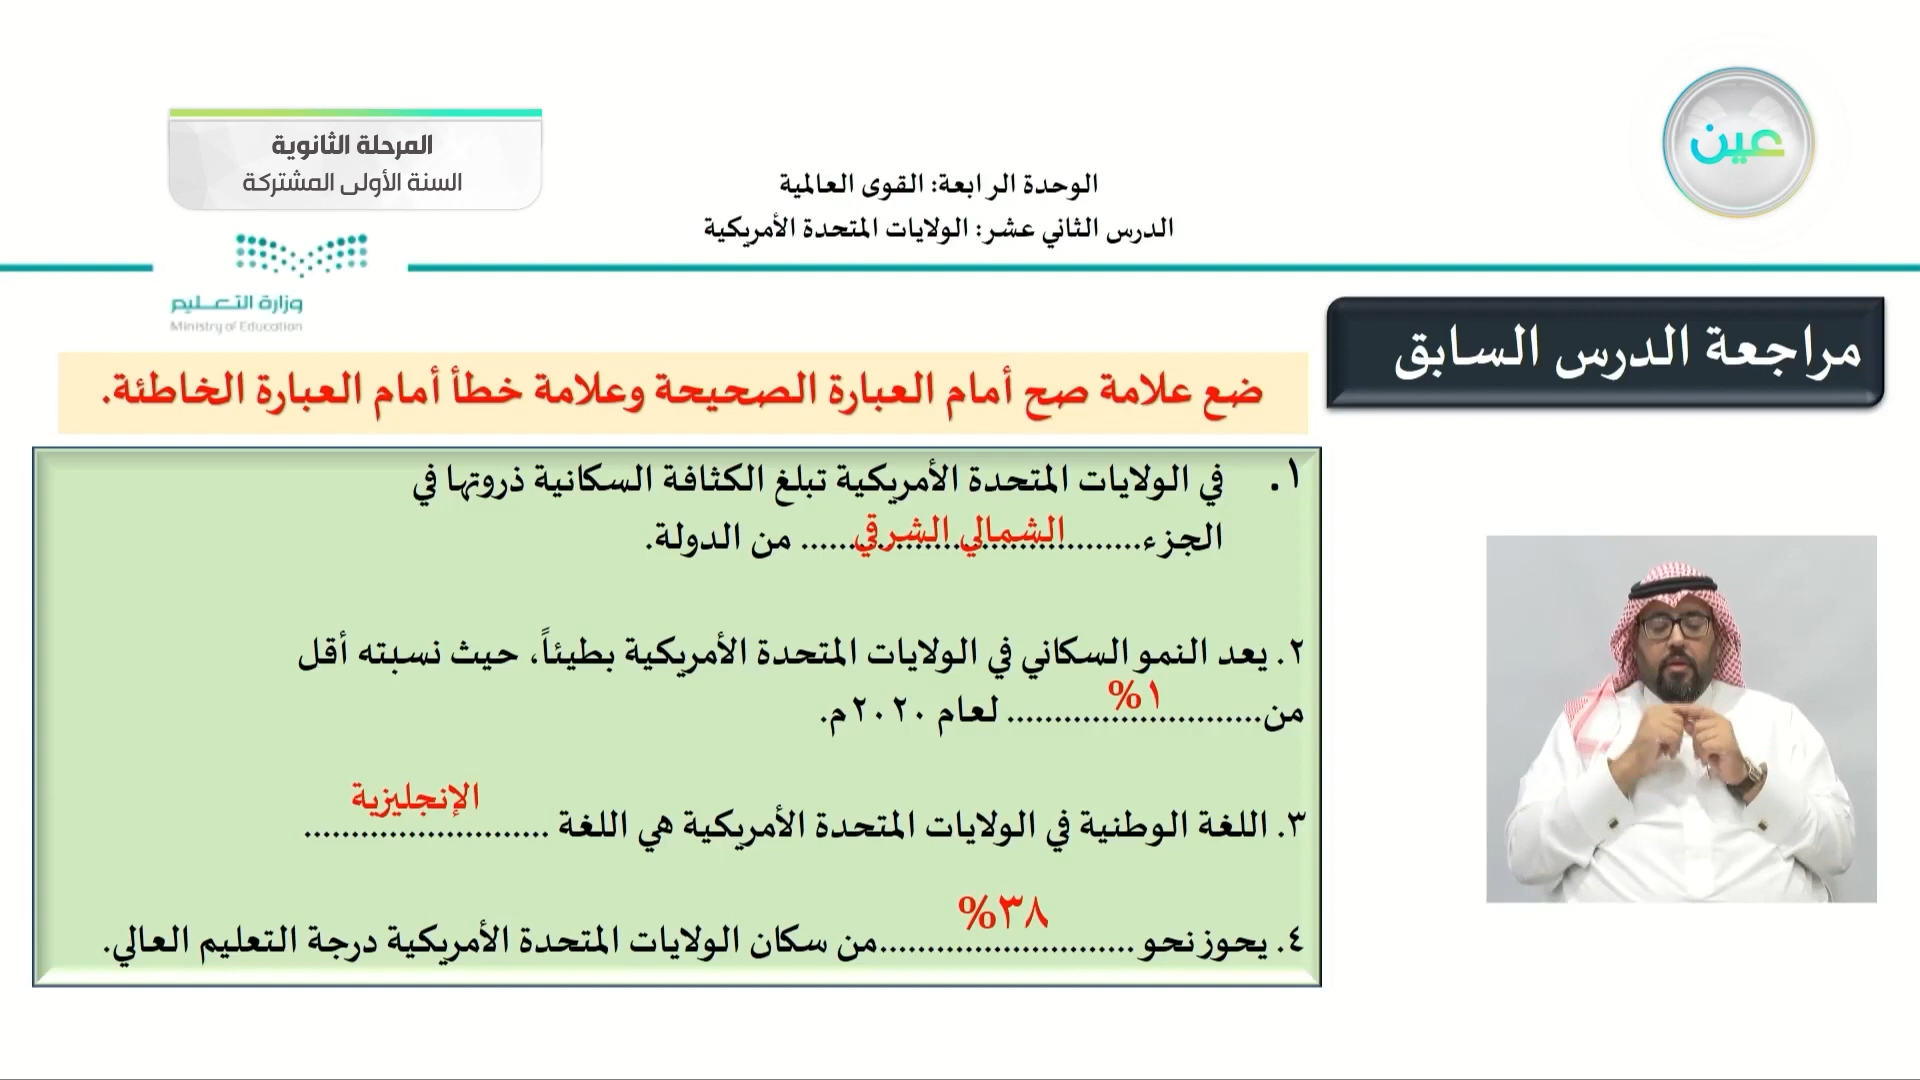 عين
المرحلة الثانوية
السنة الأولى المشتركة
الوحدة الرابعة: القوى العالمية
الدرس الثاني عشر: الولايات المتحدة الأمريكية
وزارة التعليم
Ministry of Education
مراجعة الدرس السابق
ضع علامة صح أمام العبارة الصحيحة وعلامة خطأ أمام العبارة الخاطئة.
١. في الولايات المتحدة الأمريكية تبلغ الكثافة السكانية ذروتها في
الجزء........الشمالي الشرقي........ من الدولة.
٢. يعد النمو السكاني في الولايات المتحدة الأمريكية بطيئاً، حيث نسبته أقل
من........١%........ لعام ٢٠٢٠م.
٣. اللغة الوطنية في الولايات المتحدة الأمريكية هي اللغة ........الإنجليزية........
٤. يحوز نحو ........٣٨%........من سكان الولايات المتحدة الأمريكية درجة التعليم العالي.